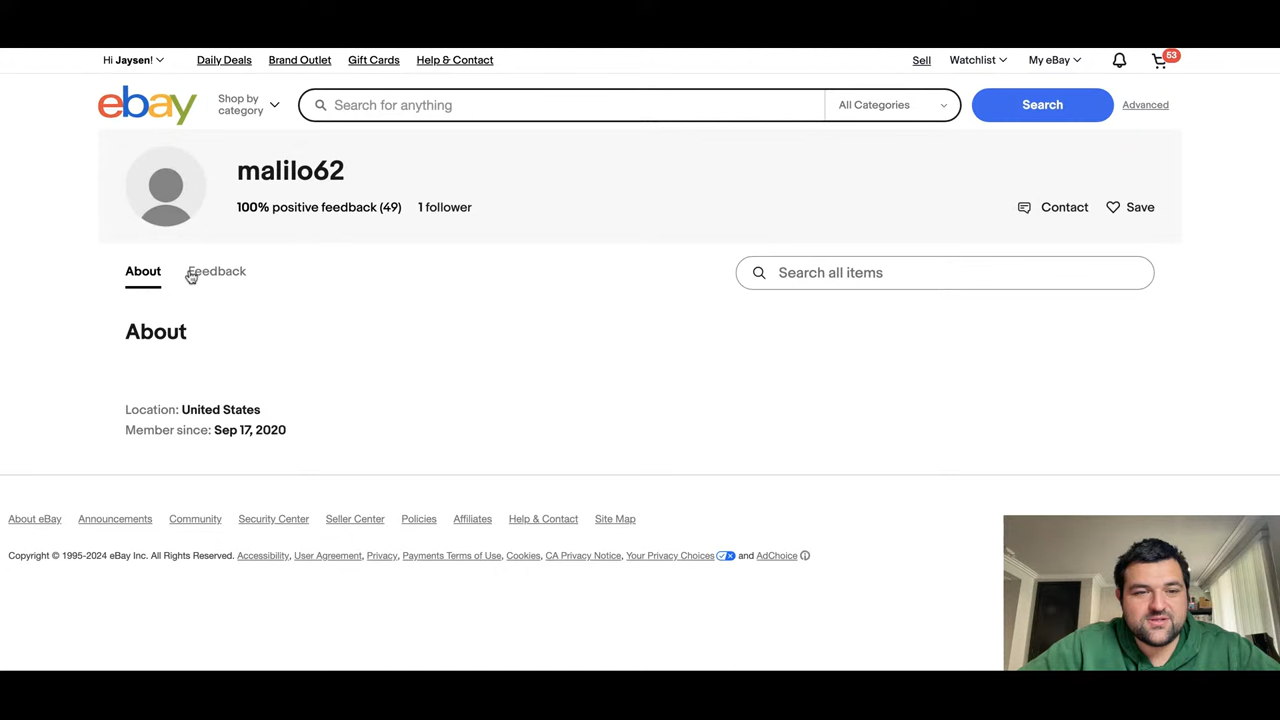 Hi Jaysen!
Daily Deals
Brand Outlet
Gift Cards
Help & Contact
Sell
Watchlist
My eBay
53
ebay
Shop by
category
Search for anything
All Categories
Search
Advanced
malilo62
100% positive feedback (49)
1 follower
Contact
Save
About
Feedback
Search all items
About
Location: United States
Member since: Sep 17, 2020
About eBay
Announcements
Community
Security Center
Seller Center
Policies
Affiliates
Help & Contact
Site Map
Copyright © 1995-2024 eBay Inc. All Rights Reserved. Accessibility, User Agreement, Privacy, Payments Terms of Use, Cookies, CA Privacy Notice, Your Privacy Choices and AdChoice